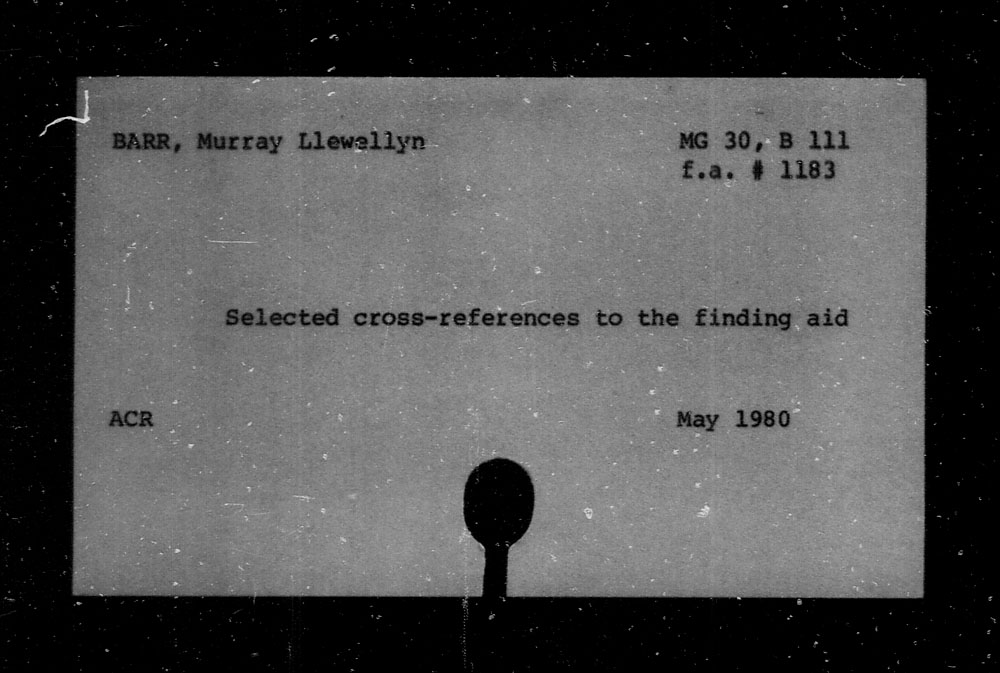 BARR, Murray Llewellyn
MG 30, B 111
f.a. # 1183
Selected cross-references to the finding aid
ACR
May 1980